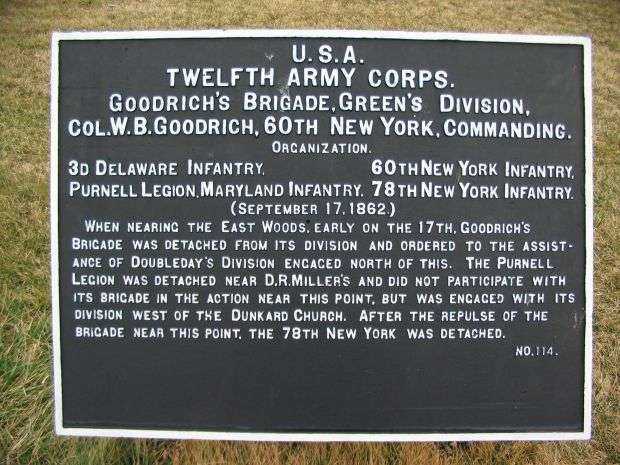 U.S.A.
TWELFTH ARMY CORPS.
GOODRICH'S BRIGADE, GREEN'S DIVISION,
COL. W. B. GOODRICH, 60TH NEW YORK, COMMANDING.
ORGANIZATION.
3D DELAWARE INFANTRY, 60TH NEW YORK INFANTRY,
PURNELL LEGION, MARYLAND INFANTRY. 78TH NEW YORK INFANTRY.
(SEPTEMBER 17, 1862.)
WHEN NEARING THE EAST WOODS, EARLY ON THE 17TH, GOODRICH'S
BRIGADE WAS DETACHED FROM ITS DIVISION AND ORDERED TO THE ASSIST-
ANCE OF DOUBLEDAY'S DIVISION ENGAGED NORTH OF THIS. THE PURNELL
LEGION WAS DETACHED NEAR D.R. MILLER'S AND DID NOT PARTICIPATE WITH
ITS BRIGADE IN THE ACTION NEAR THIS POINT, BUT WAS ENGAGED WITH ITS
DIVISION WEST OF THE DUNKARD CHURCH. AFTER THE REPULSE OF THE
BRIGADE NEAR THIS POINT, THE 78TH NEW YORK WAS DETACHED.
NO. 114.